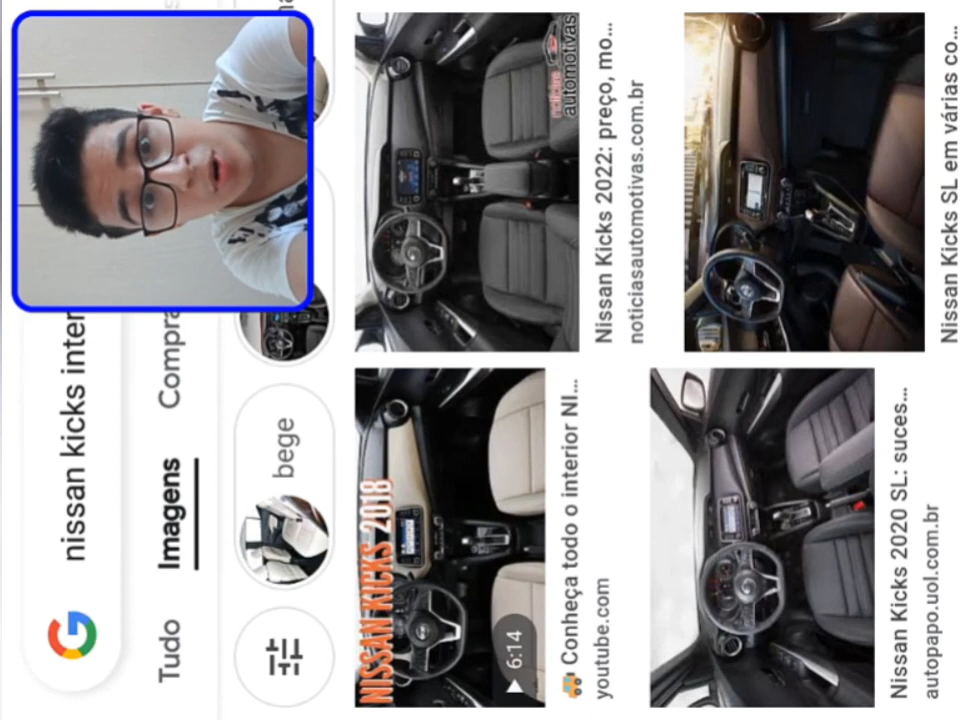 nissan kicks inter
Tudo
Imagens
Compra
bege
NISSAN KICKS 2018
6:14
Conheça todo o interior NI...
youtube.com
notícias
automotivas
Nissan Kicks 2022: preço, mo...
noticiasautomotivas.com.br
Nissan Kicks 2020 SL: suces...
autopapo.uol.com.br
Nissan Kicks SL em várias co...